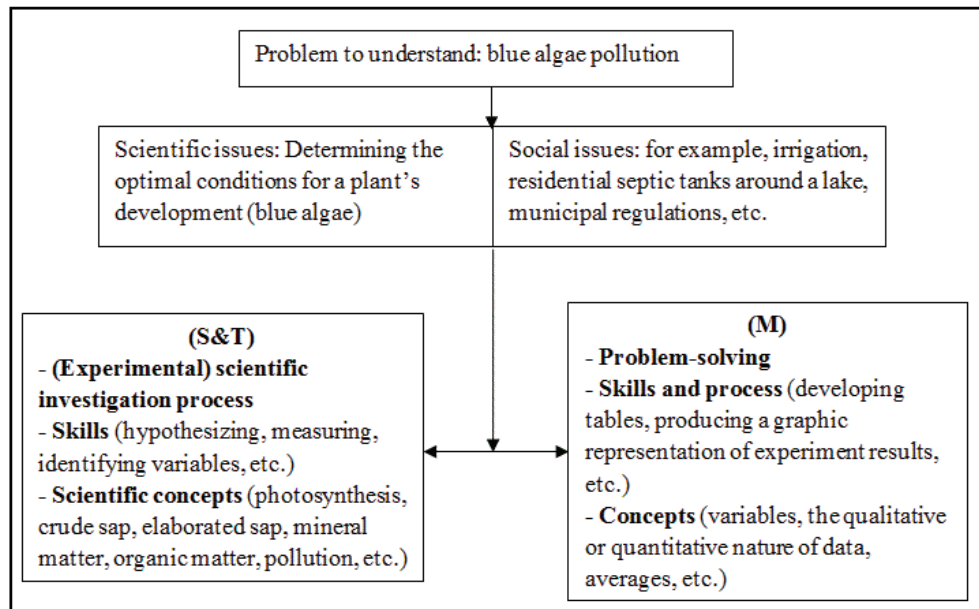 Problem to understand: blue algae pollution
Scientific issues: Determining the
optimal conditions for a plant's
development (blue algae)
Social issues: for example, irrigation,
residential septic tanks around a lake,
municipal regulations, etc.
(S&T)
- (Experimental) scientific
investigation process
- Skills (hypothesizing, measuring,
identifying variables, etc.)
- Scientific concepts (photosynthesis,
crude sap, elaborated sap, mineral
matter, organic matter, pollution, etc.)
(M)
- Problem-solving
- Skills and process (developing
tables, producing a graphic
representation of experiment results,
etc.)
- Concepts (variables, the qualitative
or quantitative nature of data,
averages, etc.)